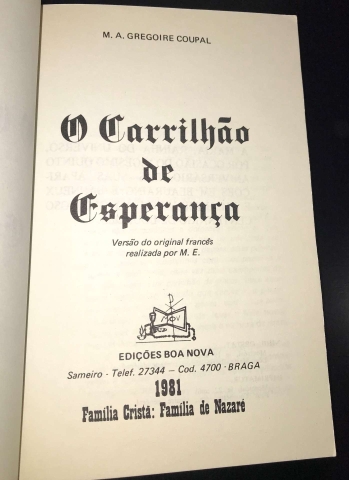 M. A. GREGOIRE COUPAL
O Carrilhão
de
Esperança
Versão do original francês
realizada por M. E.
EDIÇÕES BOA NOVA
Sameiro - Telef. 27344 – Cod. 4700 - BRAGA
1981
Família Cristã: Família de Nazaré